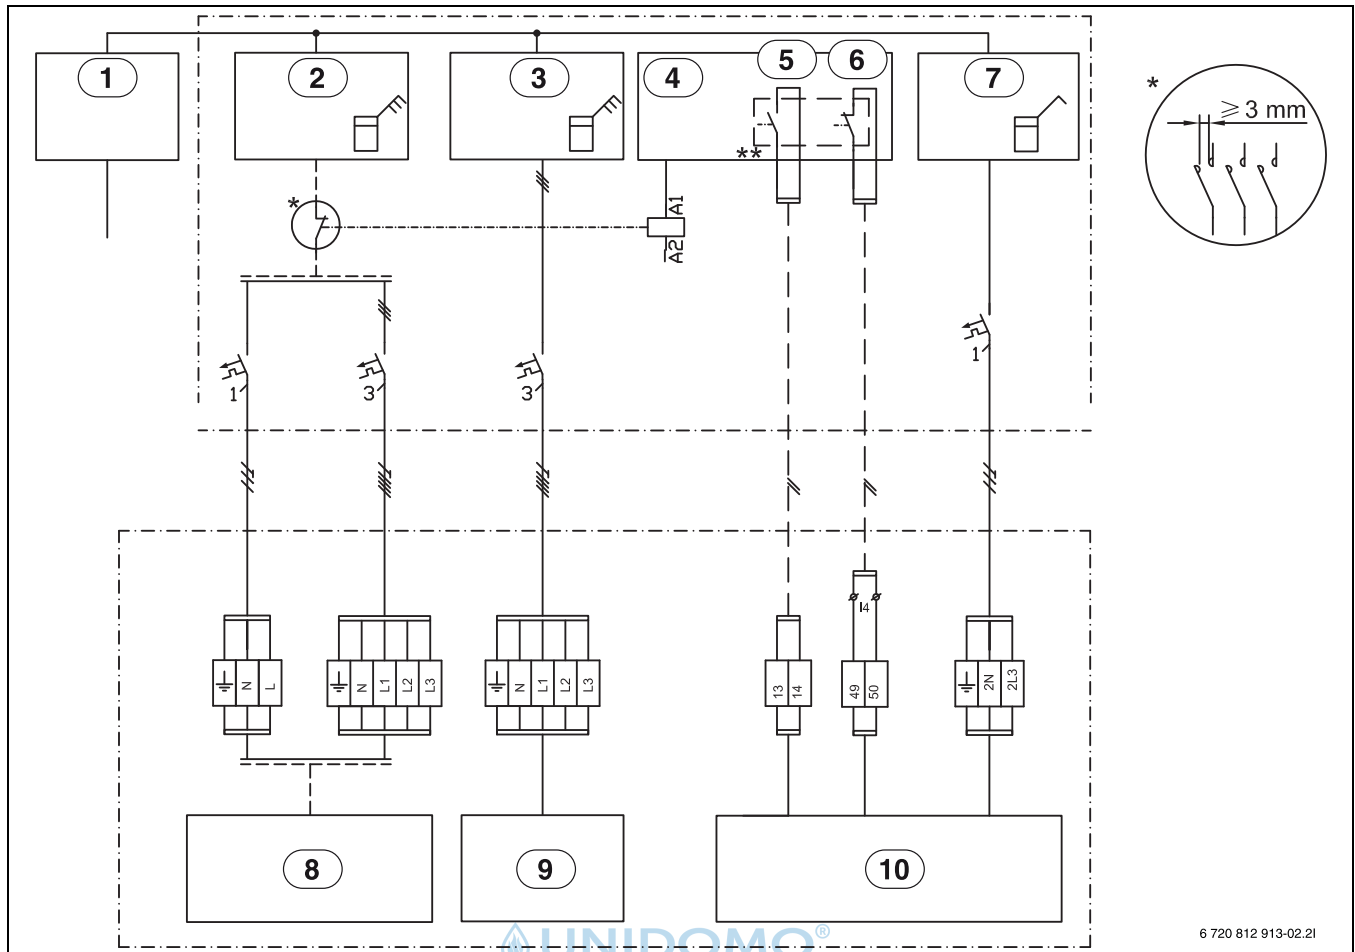 1 2 3 4 5 6 7
*
≥ 3 mm
**
*
A1
A2
1
1 3 3
I4
N L
N L1 L2 L3
N L1 L2 L3
13 14
49 50
2N 2L3
8 9 10
UNIDOMO®
6 720 812 913-02.2I